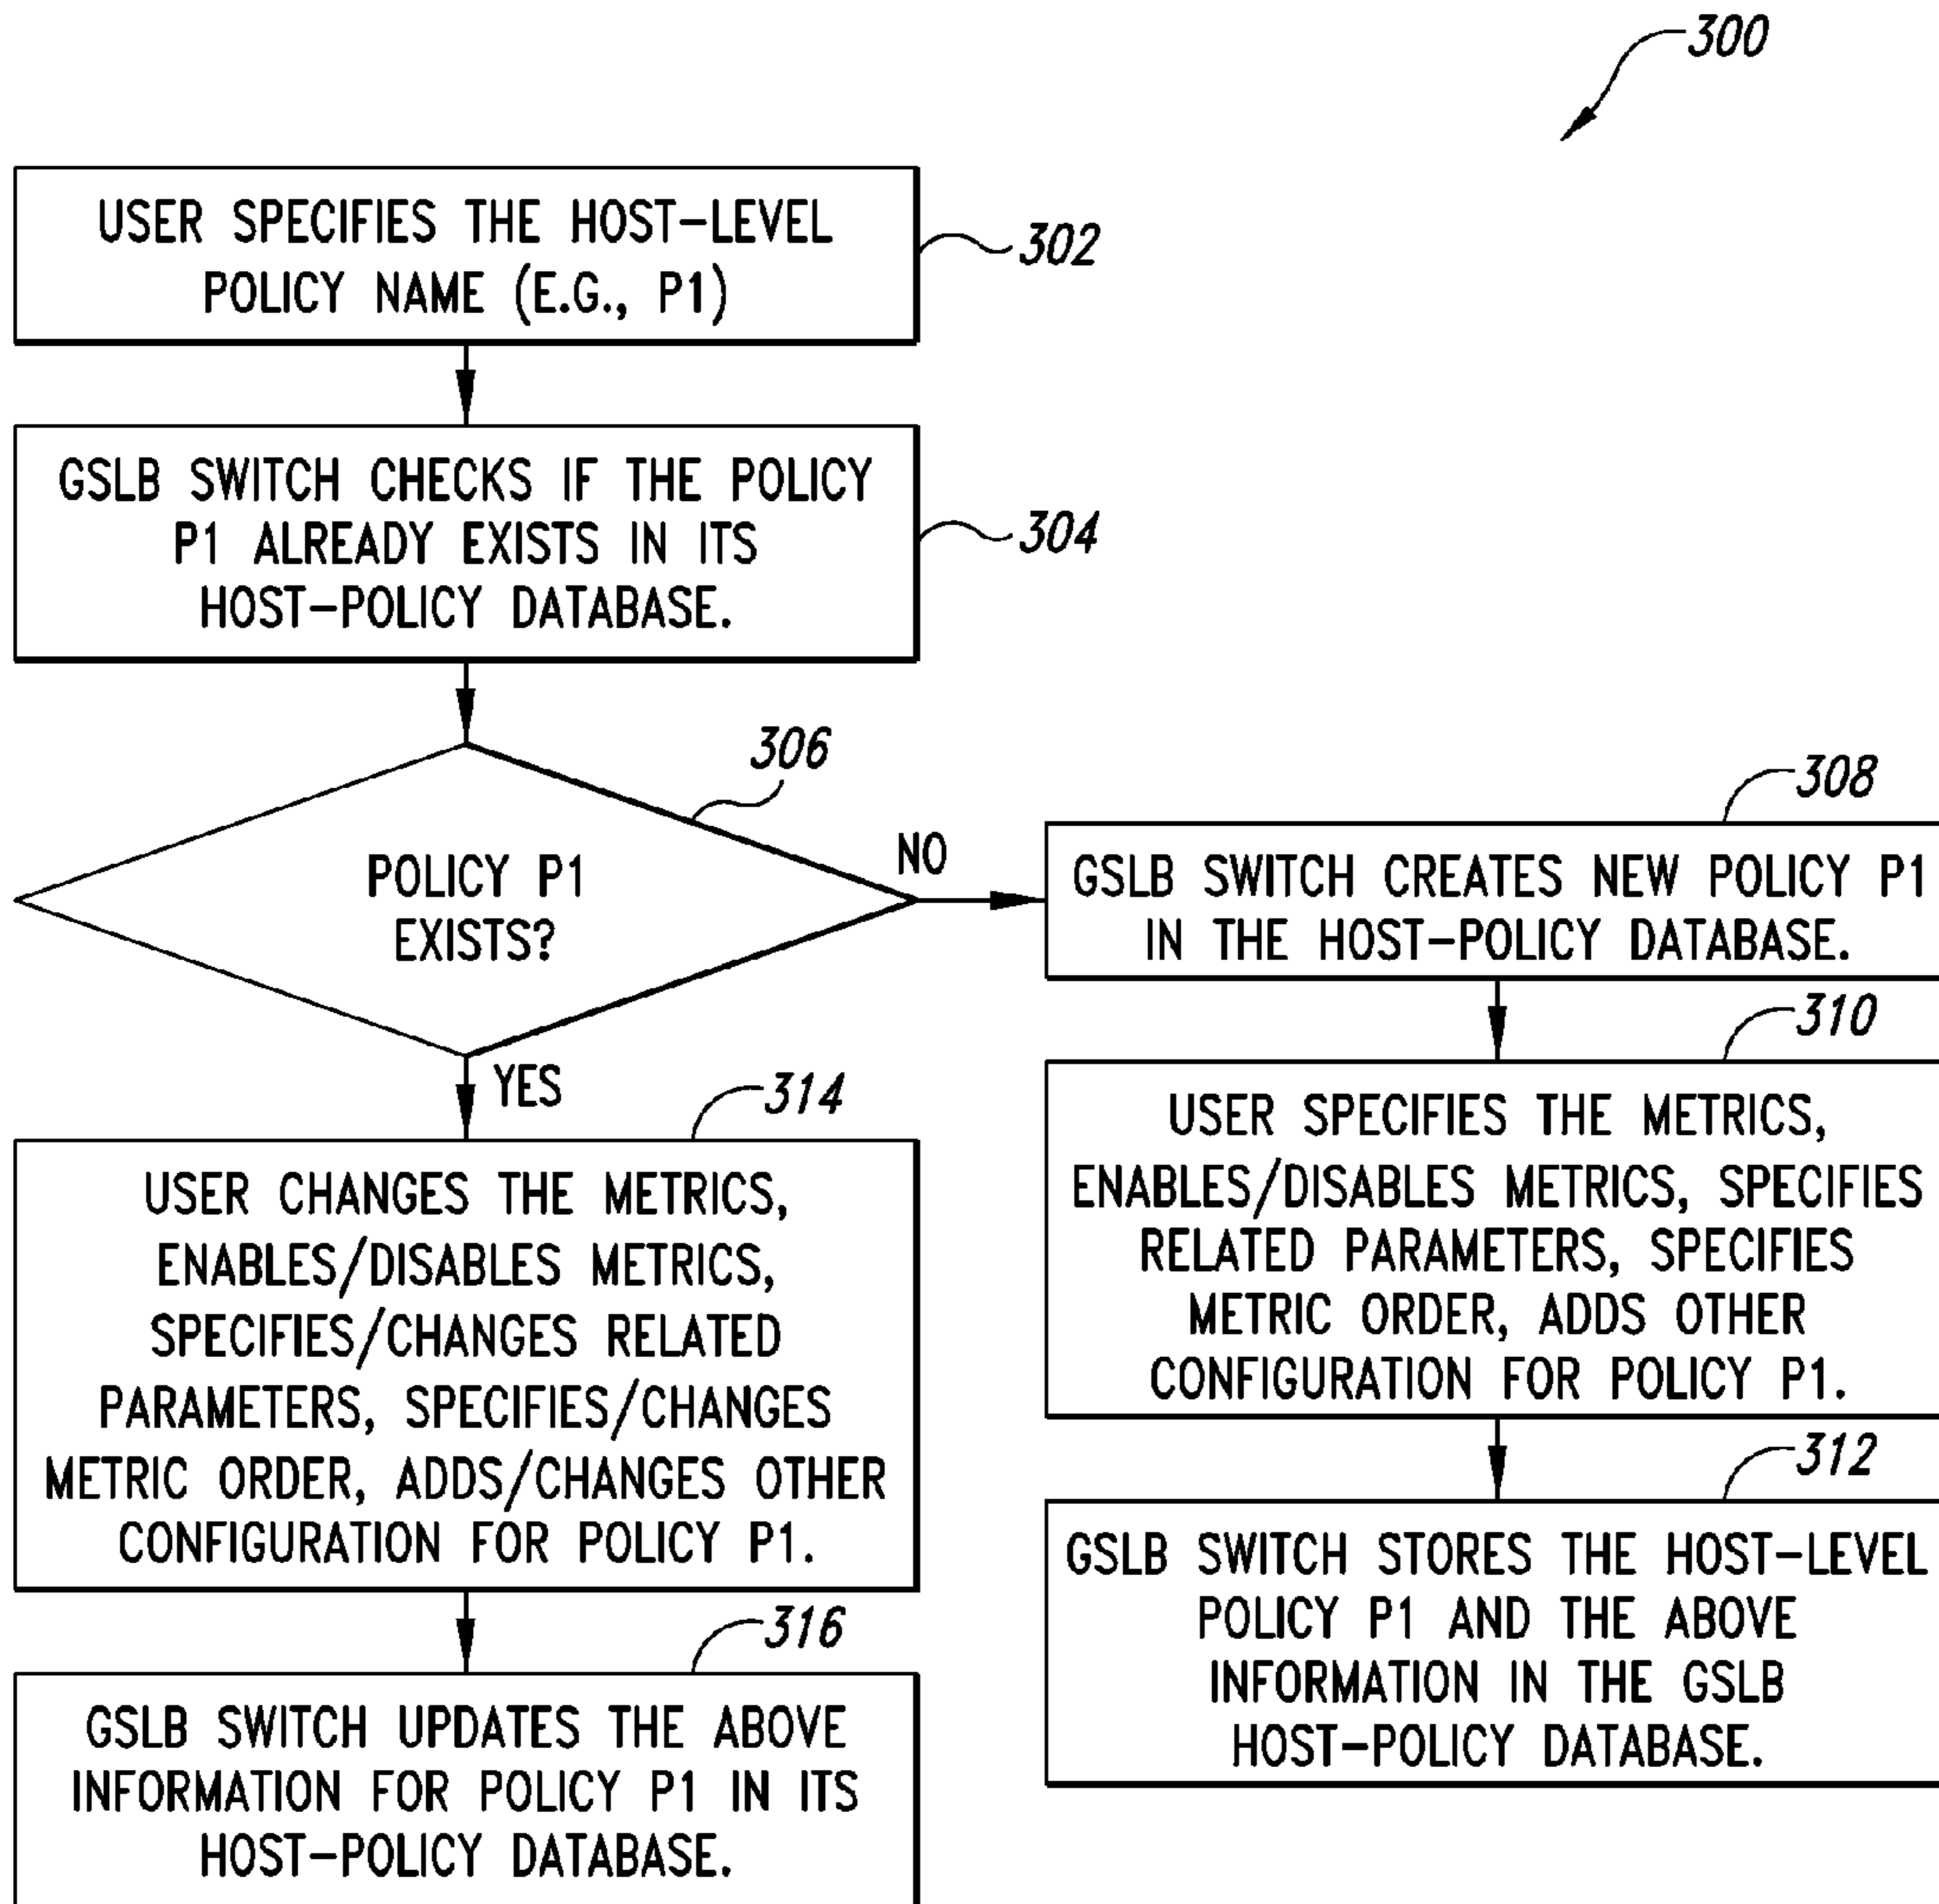 300
USER SPECIFIES THE HOST-LEVEL
POLICY NAME (E.G., P1)
302
GSLB SWITCH CHECKS IF THE POLICY
P1 ALREADY EXISTS IN ITS
HOST-POLICY DATABASE.
304
306
POLICY P1
EXISTS?
NO
YES
308
GSLB SWITCH CREATES NEW POLICY P1
IN THE HOST-POLICY DATABASE.
310
USER SPECIFIES THE METRICS,
ENABLES/DISABLES METRICS, SPECIFIES
RELATED PARAMETERS, SPECIFIES
METRIC ORDER, ADDS OTHER
CONFIGURATION FOR POLICY P1.
312
GSLB SWITCH STORES THE HOST-LEVEL
POLICY P1 AND THE ABOVE
INFORMATION IN THE GSLB
HOST-POLICY DATABASE.
314
USER CHANGES THE METRICS,
ENABLES/DISABLES METRICS,
SPECIFIES/CHANGES RELATED
PARAMETERS, SPECIFIES/CHANGES
METRIC ORDER, ADDS/CHANGES OTHER
CONFIGURATION FOR POLICY P1.
316
GSLB SWITCH UPDATES THE ABOVE
INFORMATION FOR POLICY P1 IN ITS
HOST-POLICY DATABASE.